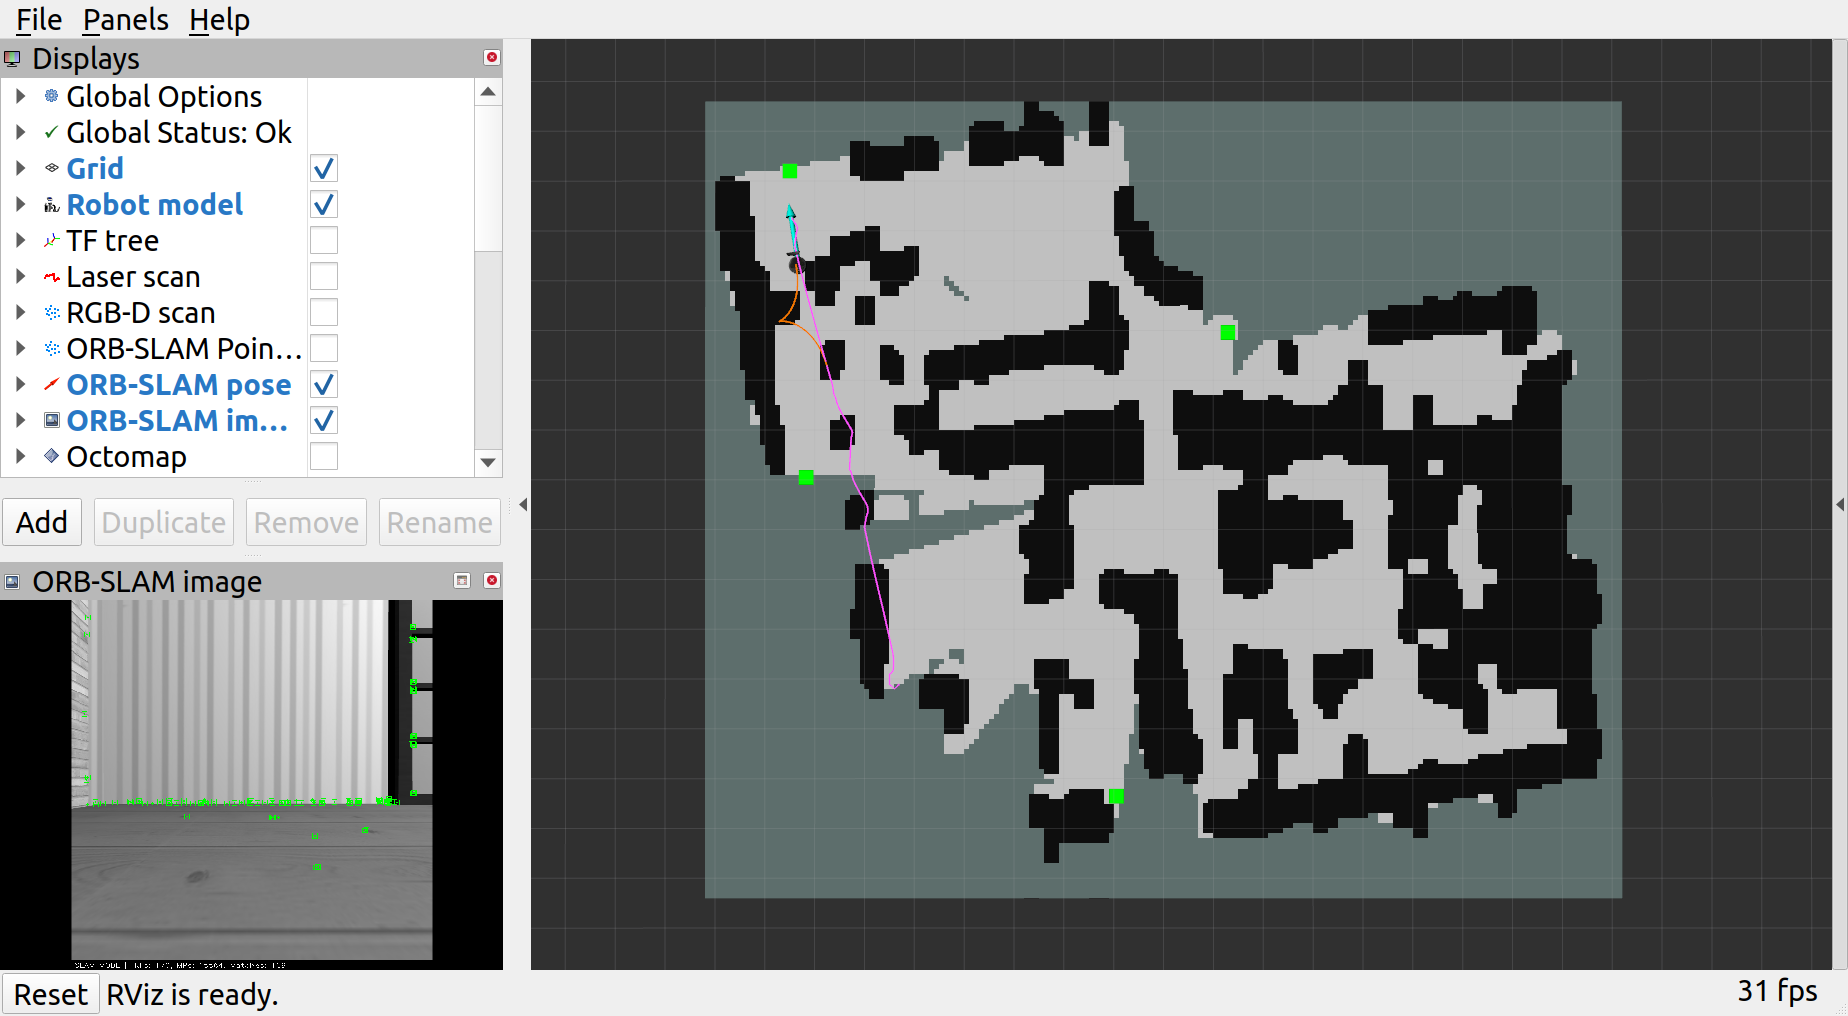 File Panels Help
Displays
Global Options
Global Status: Ok
Grid
Robot model
TF tree
Laser scan
RGB-D scan
ORB-SLAM Poin...
ORB-SLAM pose
ORB-SLAM im...
Octomap
Add Duplicate Remove Rename
ORB-SLAM image
SLAM MODE |
Reset RViz is ready.
31 fps